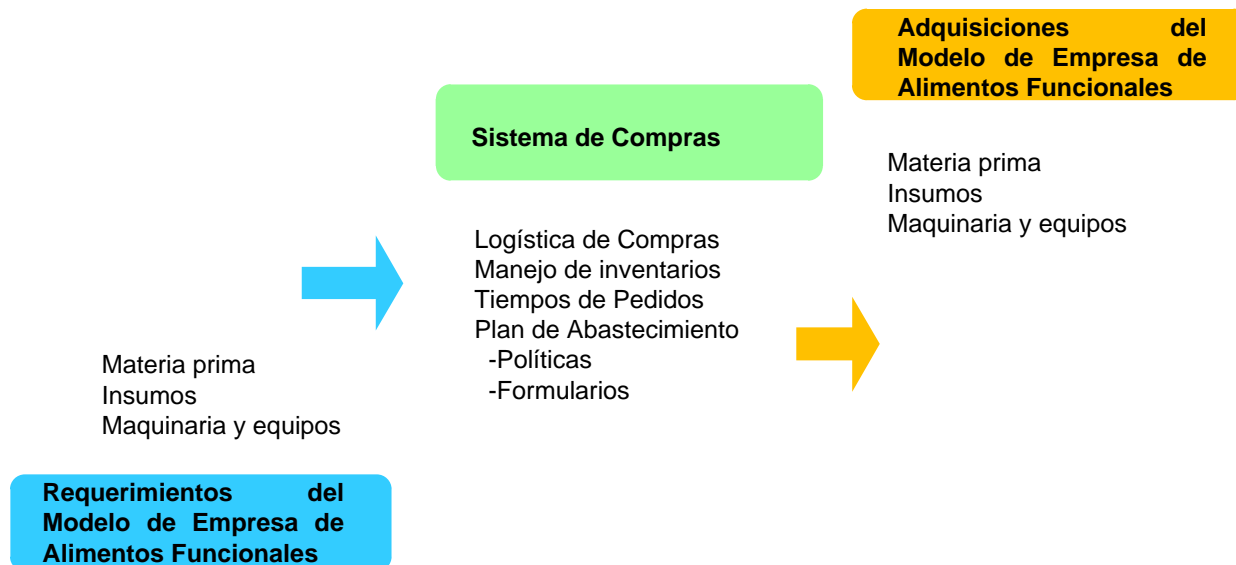 Adquisiciones del
Modelo de Empresa de
Alimentos Funcionales
Materia prima
Insumos
Maquinaria y equipos
Sistema de Compras
Logística de Compras
Manejo de inventarios
Tiempos de Pedidos
Plan de Abastecimiento
-Políticas
-Formularios
Materia prima
Insumos
Maquinaria y equipos
Requerimientos del
Modelo de Empresa de
Alimentos Funcionales